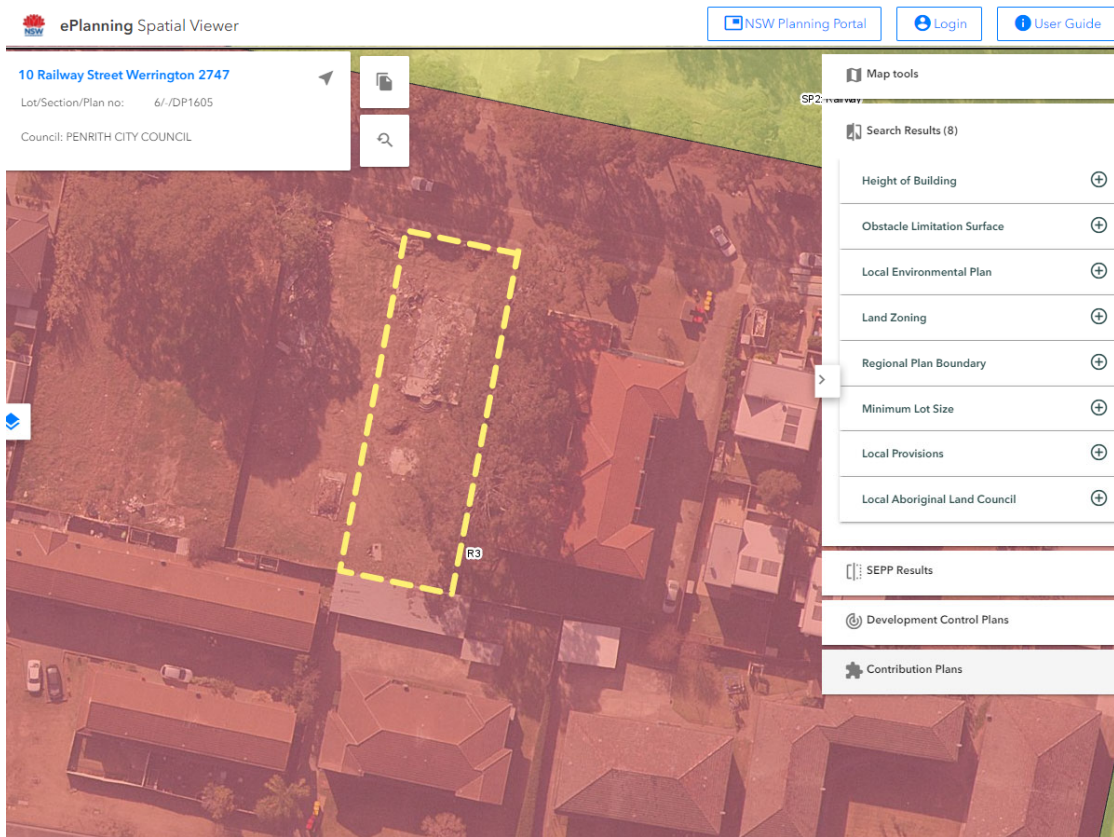 NSW
ePlanning Spatial Viewer
NSW Planning Portal
Login
User Guide
10 Railway Street Werrington 2747
Lot/Section/Plan no: 6/-/DP1605
Council: PENRITH CITY COUNCIL
SP2: Railway
R3
Map tools
Search Results (8)
Height of Building
Obstacle Limitation Surface
Local Environmental Plan
Land Zoning
Regional Plan Boundary
Minimum Lot Size
Local Provisions
Local Aboriginal Land Council
SEPP Results
Development Control Plans
Contribution Plans